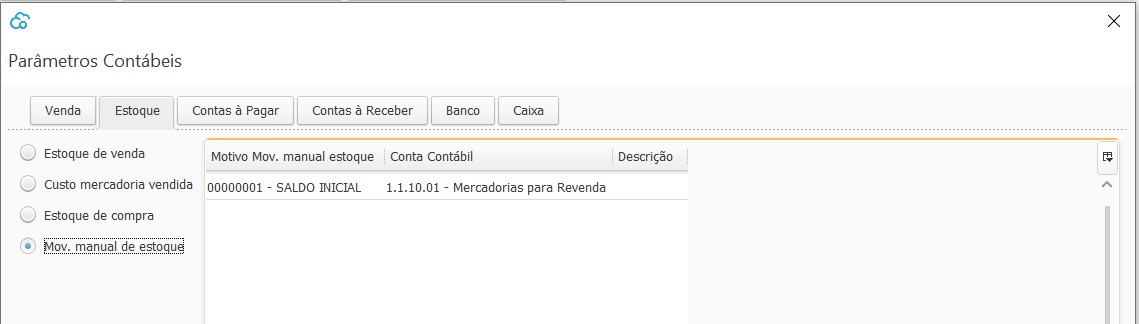 Parâmetros Contábeis
Venda Estoque Contas à Pagar Contas à Receber Banco Caixa
Estoque de venda
Custo mercadoria vendida
Estoque de compra
Mov. manual de estoque
Motivo Mov. manual estoque Conta Contábil Descrição
00000001 - SALDO INICIAL 1.1.10.01 - Mercadorias para Revenda